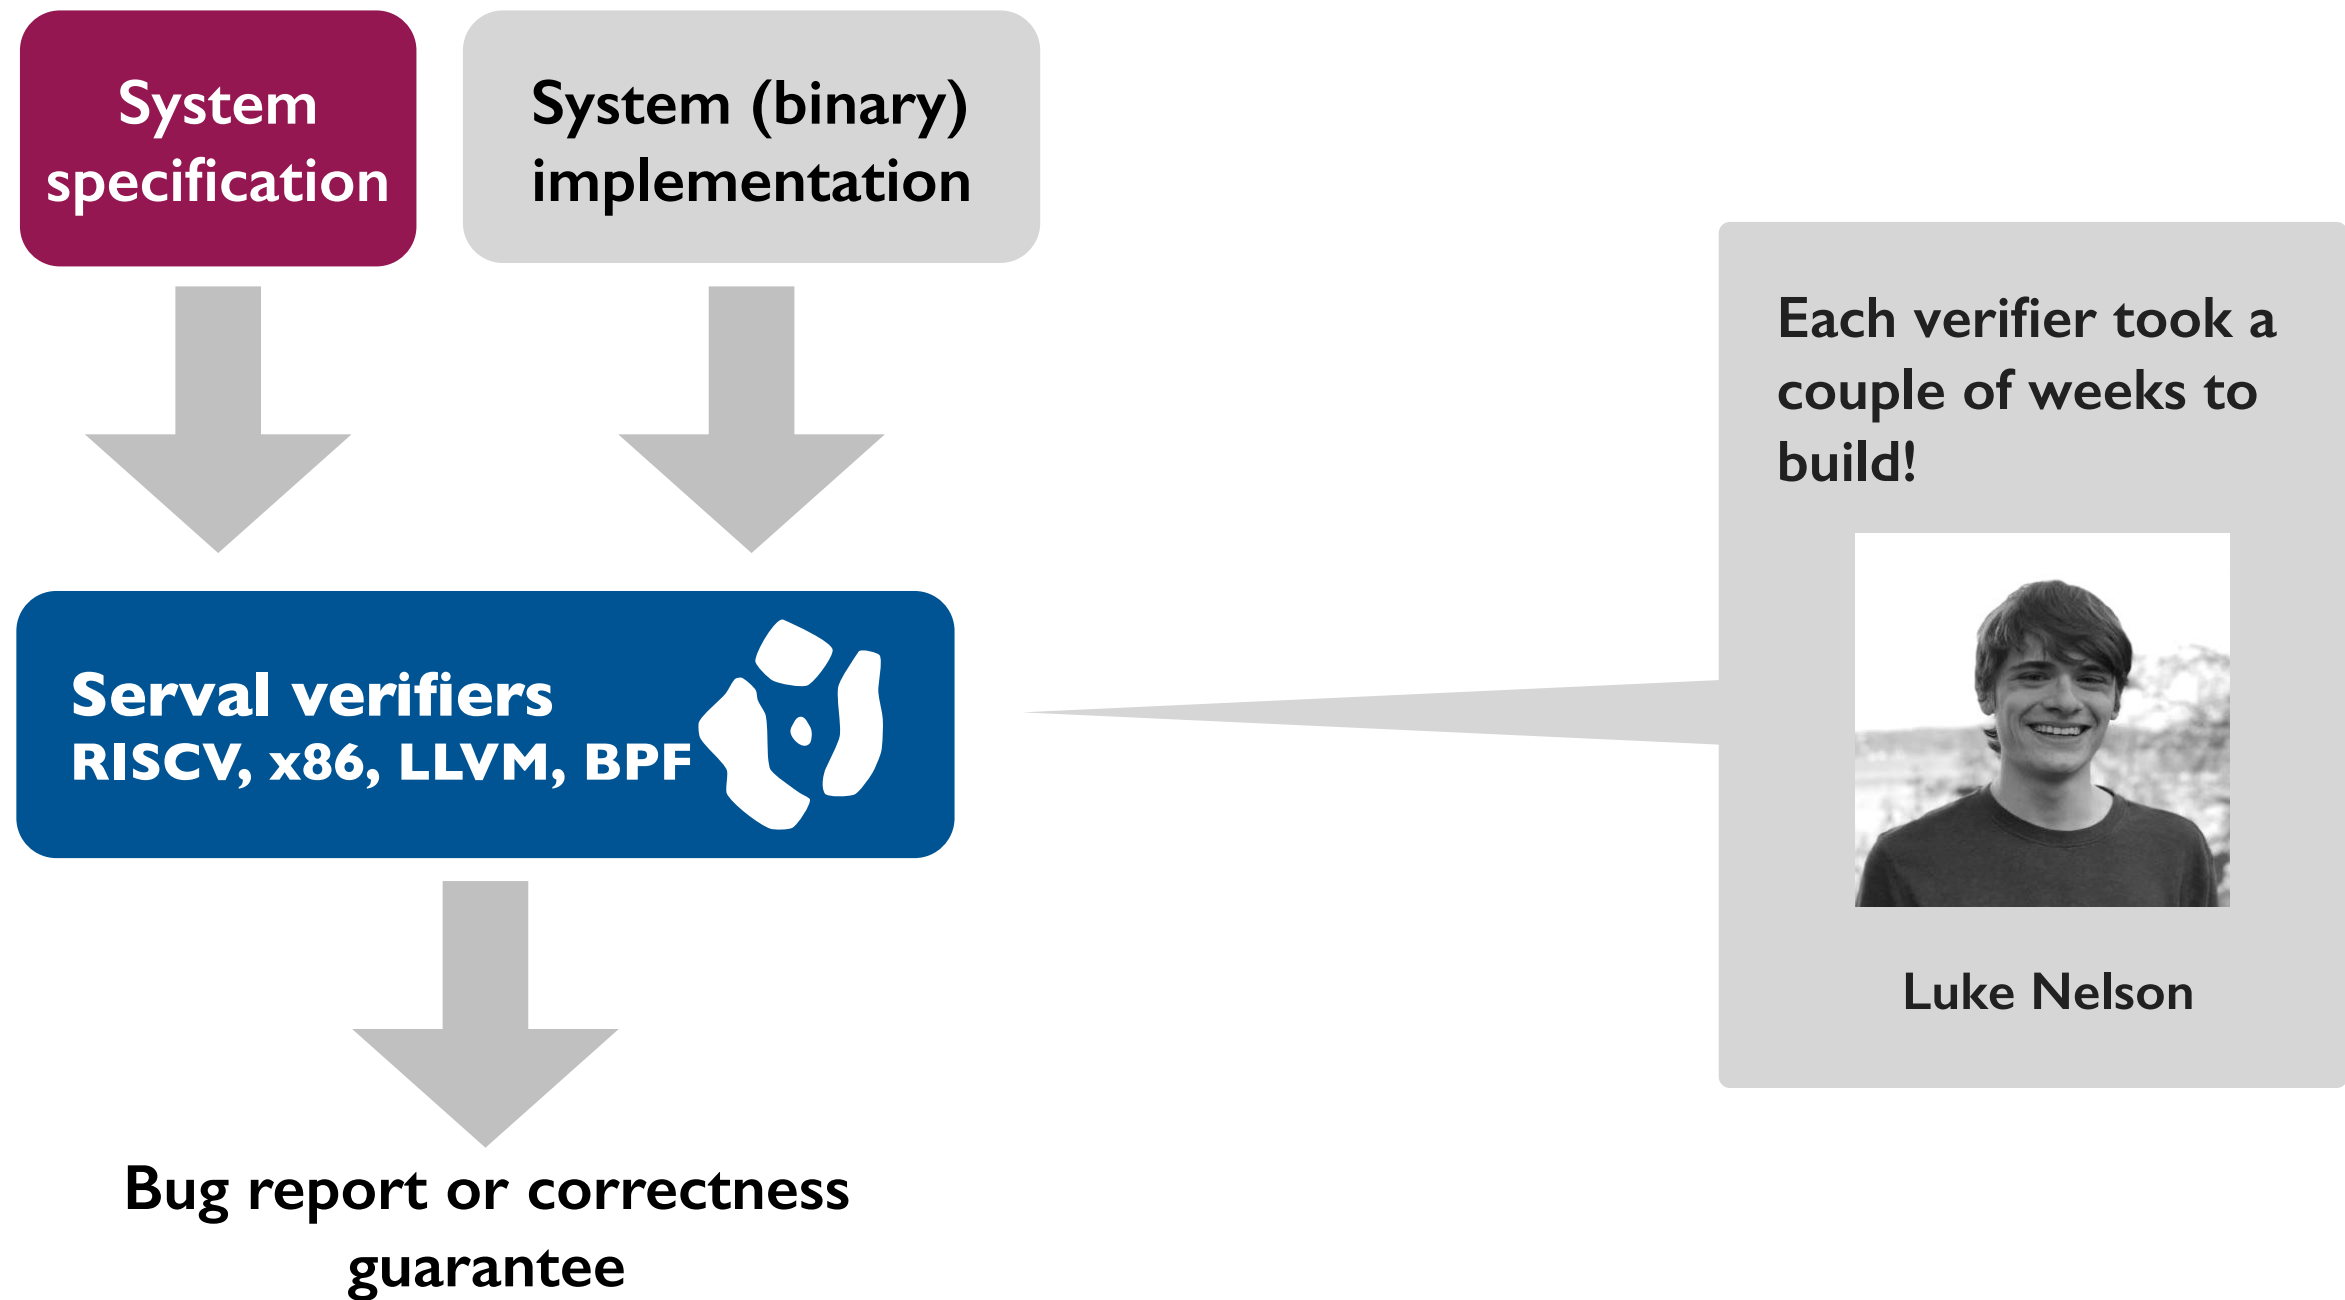 System
specification
System (binary)
implementation
Each verifier took a
couple of weeks to
build!
Serval verifiers
RISCV, x86, LLVM, BPF
Luke Nelson
Bug report or correctness
guarantee